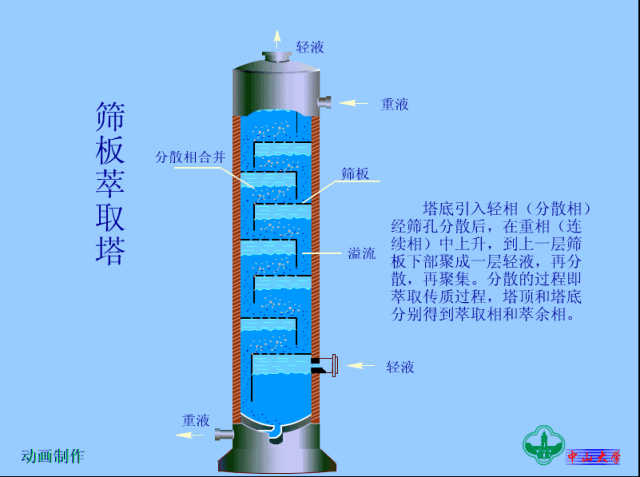 轻液
重液
筛板萃取塔
分散相合并
筛板
塔底引入轻相（分散相）
经筛孔分散后，在重相（连
续相）中上升，到上一层筛
板下部聚成一层轻液，再分
散，再聚集。分散的过程即
萃取传质过程，塔顶和塔底
分别得到萃取相和萃余相。
溢流
轻液
重液
动画制作
中山大学